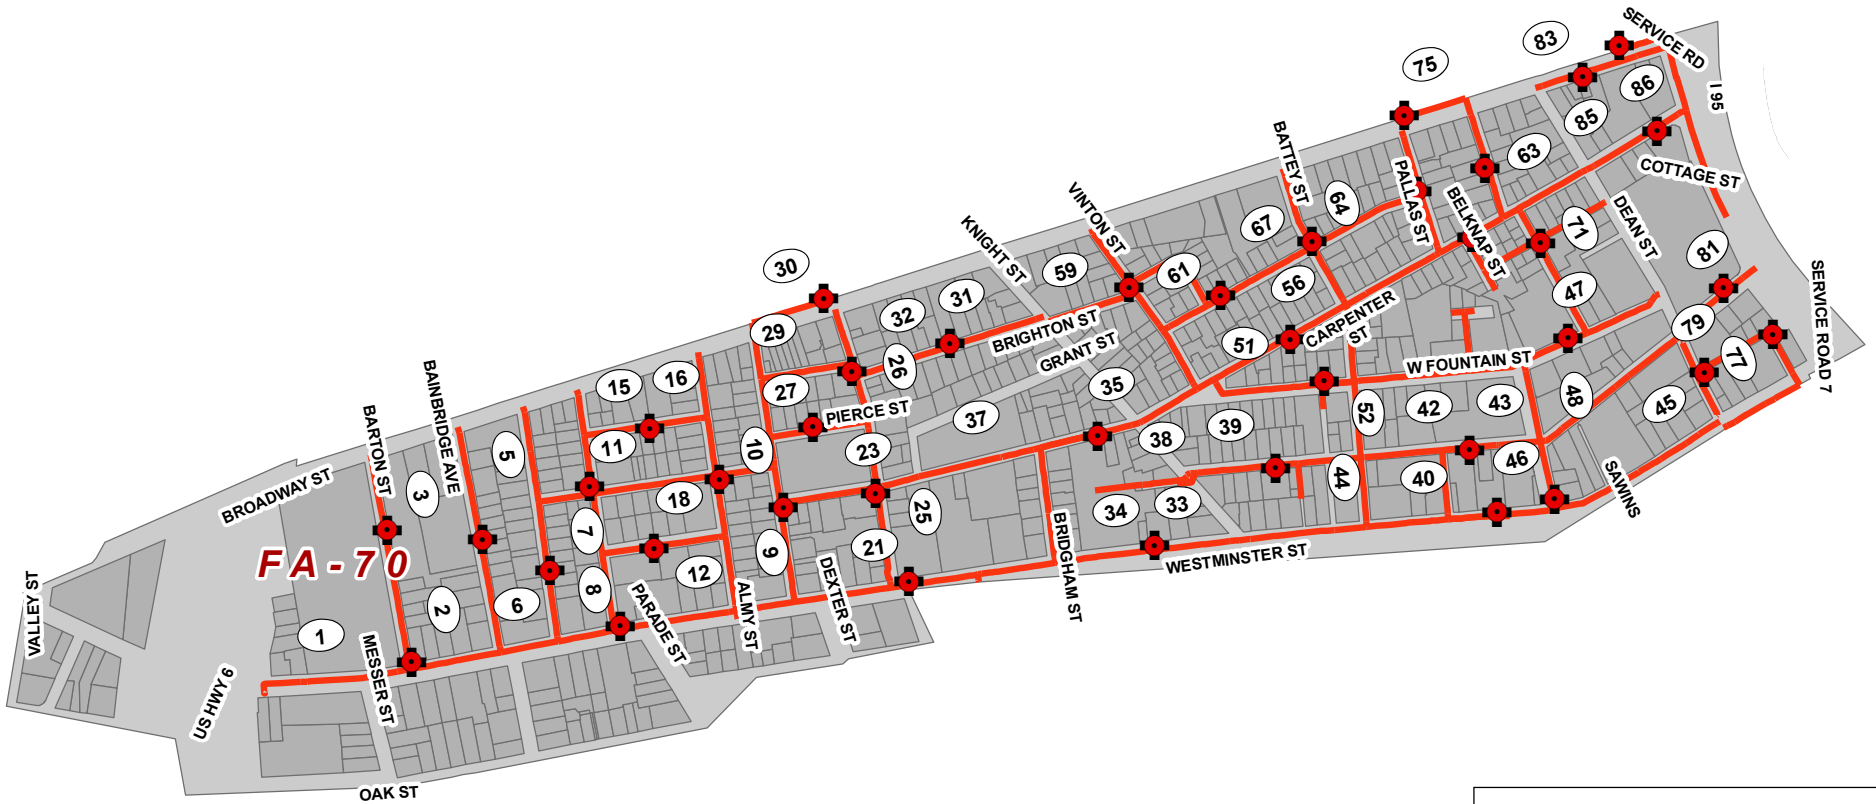 SERVICE RD
83
75
86
I 95
85
BATTEY ST
63
COTTAGE ST
PALLAS ST
VINTON ST
64
BELKNAP ST
71
DEAN ST
KNIGHT ST
67
81
30
59
61
56
47
SERVICE ROAD 7
31
32
29
BRIGHTON ST
CARPENTER
ST
79
GRANT ST
51
W FOUNTAIN ST
77
BAINBRIDGE AVE
15
16
26
27
35
48
45
PIERCE ST
52
42
43
BARTON ST
37
39
38
5
11
10
23
46
SAWINS
BROADWAY ST
3
18
44
40
25
34
33
FA-70
7
9
21
BRIDGHAM ST
WESTMINSTER ST
VALLEY ST
12
8
DEXTER ST
2
6
PARADE ST
ALMY ST
1
MESSER ST
US HWY 6
OAK ST